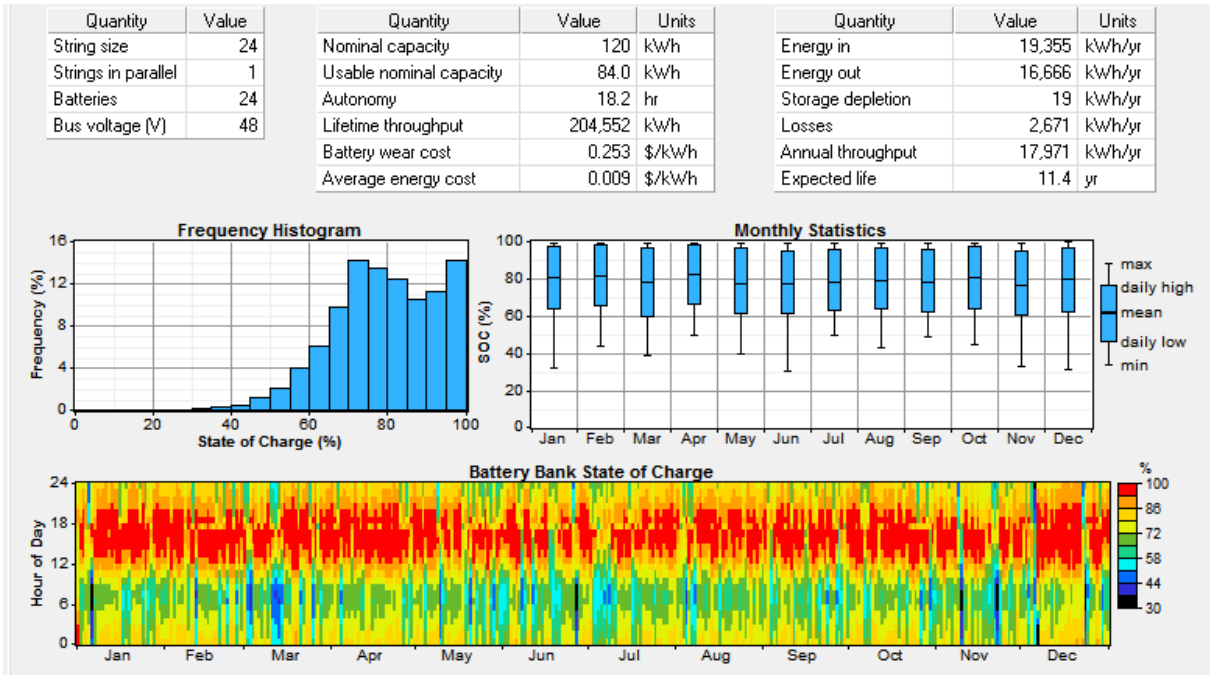 Quantity Value
String size 24
Strings in parallel 1
Batteries 24
Bus voltage (V) 48
Quantity Value Units
Nominal capacity 120 kWh
Usable nominal capacity 84.0 kWh
Autonomy 18.2 hr
Lifetime throughput 204,552 kWh
Battery wear cost 0.253 $/kWh
Average energy cost 0.009 $/kWh
Quantity Value Units
Energy in 19,355 kWh/yr
Energy out 16,666 kWh/yr
Storage depletion 19 kWh/yr
Losses 2,671 kWh/yr
Annual throughput 17,971 kWh/yr
Expected life 11.4 yr
Frequency Histogram
Frequency (%)
16
12
8
4
0
0 20 40 60 80 100
State of Charge (%)
Monthly Statistics
SOC (%)
100
80
60
40
20
0
Jan Feb Mar Apr May Jun Jul Aug Sep Oct Nov Dec
max
daily high
mean
daily low
min
Battery Bank State of Charge
Hour of Day
24
18
12
6
0
Jan Feb Mar Apr May Jun Jul Aug Sep Oct Nov Dec
%
100
86
72
58
44
30